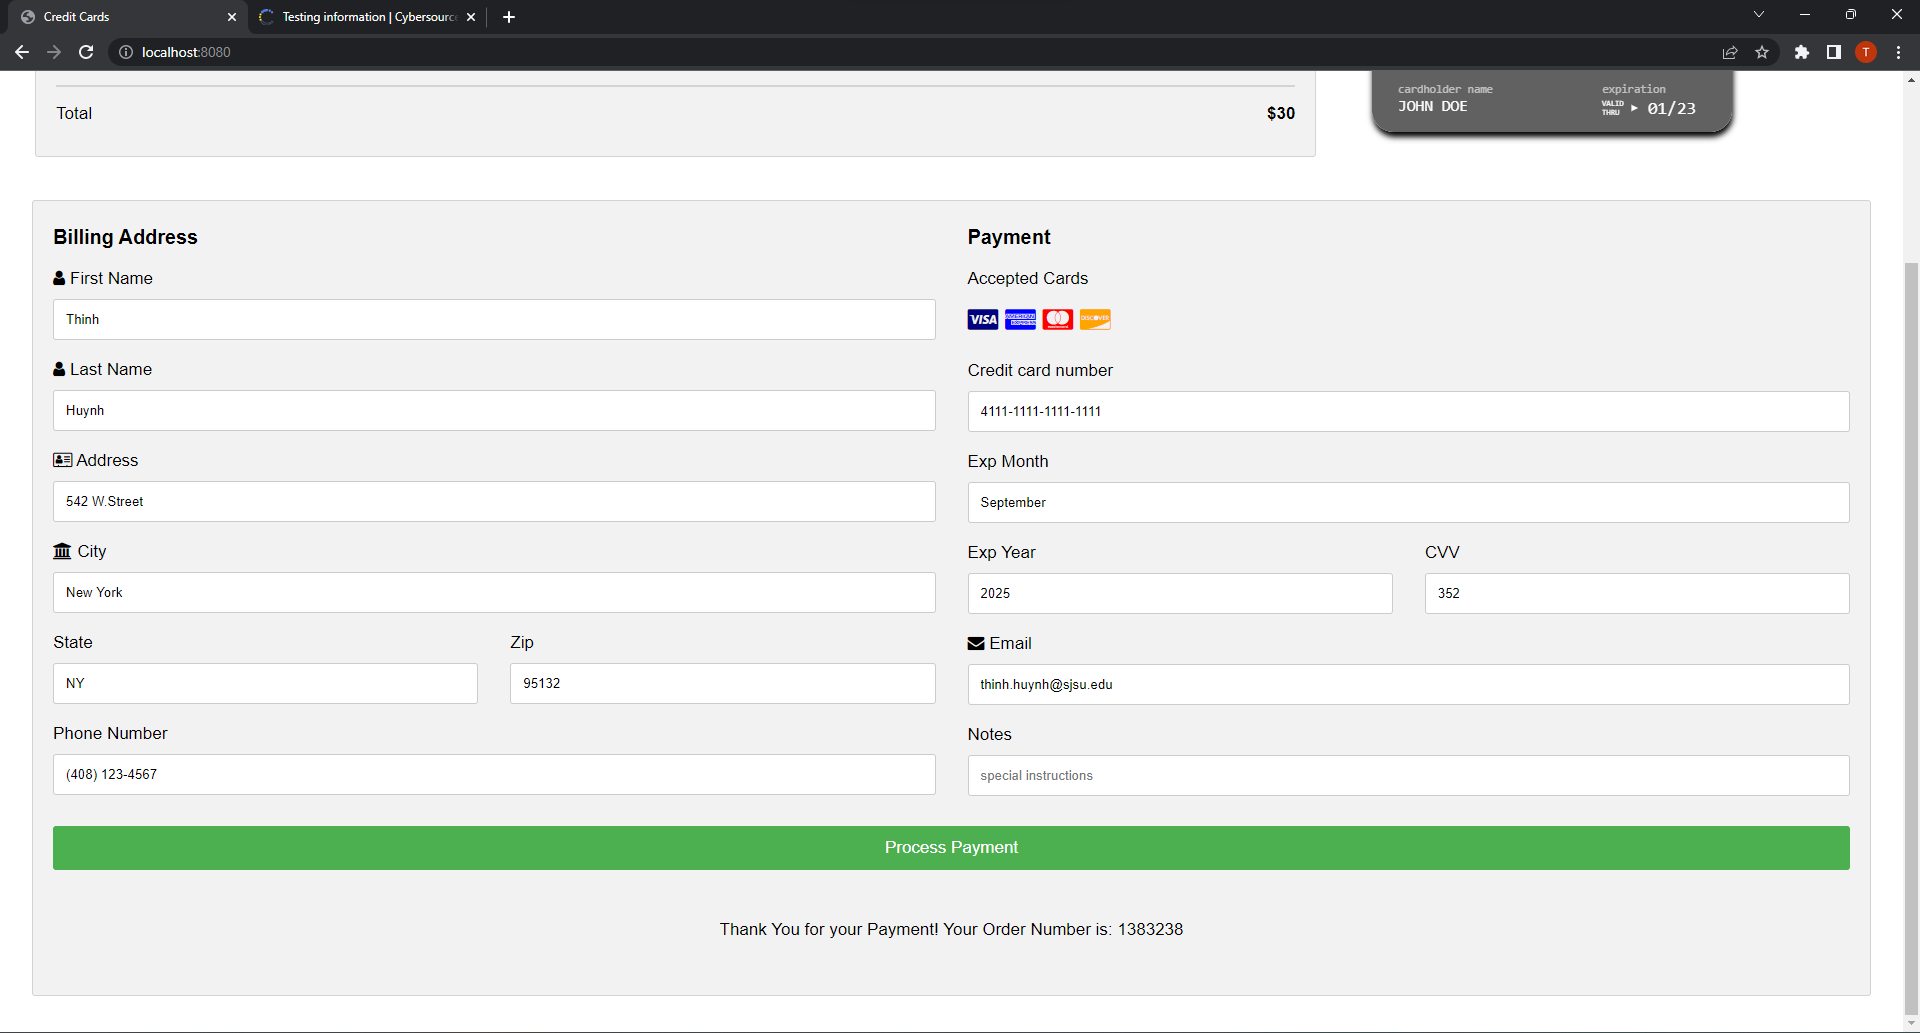 Credit Cards
Testing information | Cybersource
localhost:8080
T
Total
$30
cardholder name
JOHN DOE
expiration
VALID THRU 01/23
Billing Address
First Name
Thinh
Last Name
Huynh
Address
542 W.Street
City
New York
State
Zip
NY
95132
Phone Number
(408) 123-4567
Payment
Accepted Cards
VISA AMERICAN EXPRESS DISCOVER
Credit card number
4111-1111-1111-1111
Exp Month
September
Exp Year
CVV
2025
352
Email
thinh.huynh@sjsu.edu
Notes
special instructions
Process Payment
Thank You for your Payment! Your Order Number is: 1383238